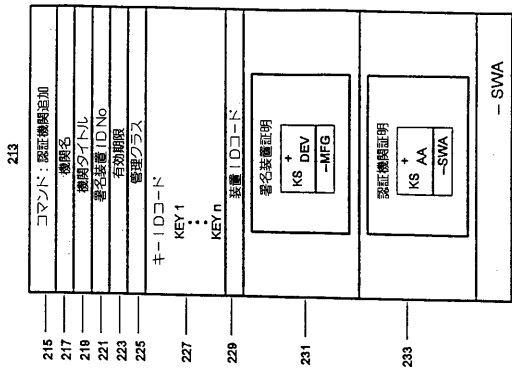 213
215 コマンド：認証機関追加
217 機関名
219 機関タイトル
221 署名装置IDNo
223 有効期限
225 管理クラス
227 キーIDコード
KEY 1
KEY n
229 装置IDコード
231 署名装置証明
KS DEV +
−MFG
233 認証機関証明
KS AA +
−SWA
− SWA